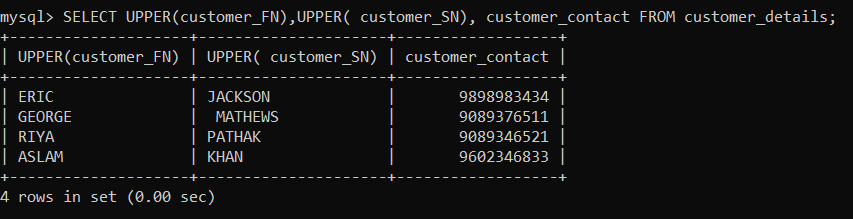 mysql> SELECT UPPER(customer_FN),UPPER( customer_SN), customer_contact FROM customer_details;
+--------------------+---------------------+------------------+
| UPPER(customer_FN) | UPPER( customer_SN) | customer_contact |
+--------------------+---------------------+------------------+
| ERIC               | JACKSON             |       9898983434 |
| GEORGE             |  MATHEWS            |       9089376511 |
| RIYA               | PATHAK              |       9089346521 |
| ASLAM              | KHAN                |       9602346833 |
+--------------------+---------------------+------------------+
4 rows in set (0.00 sec)